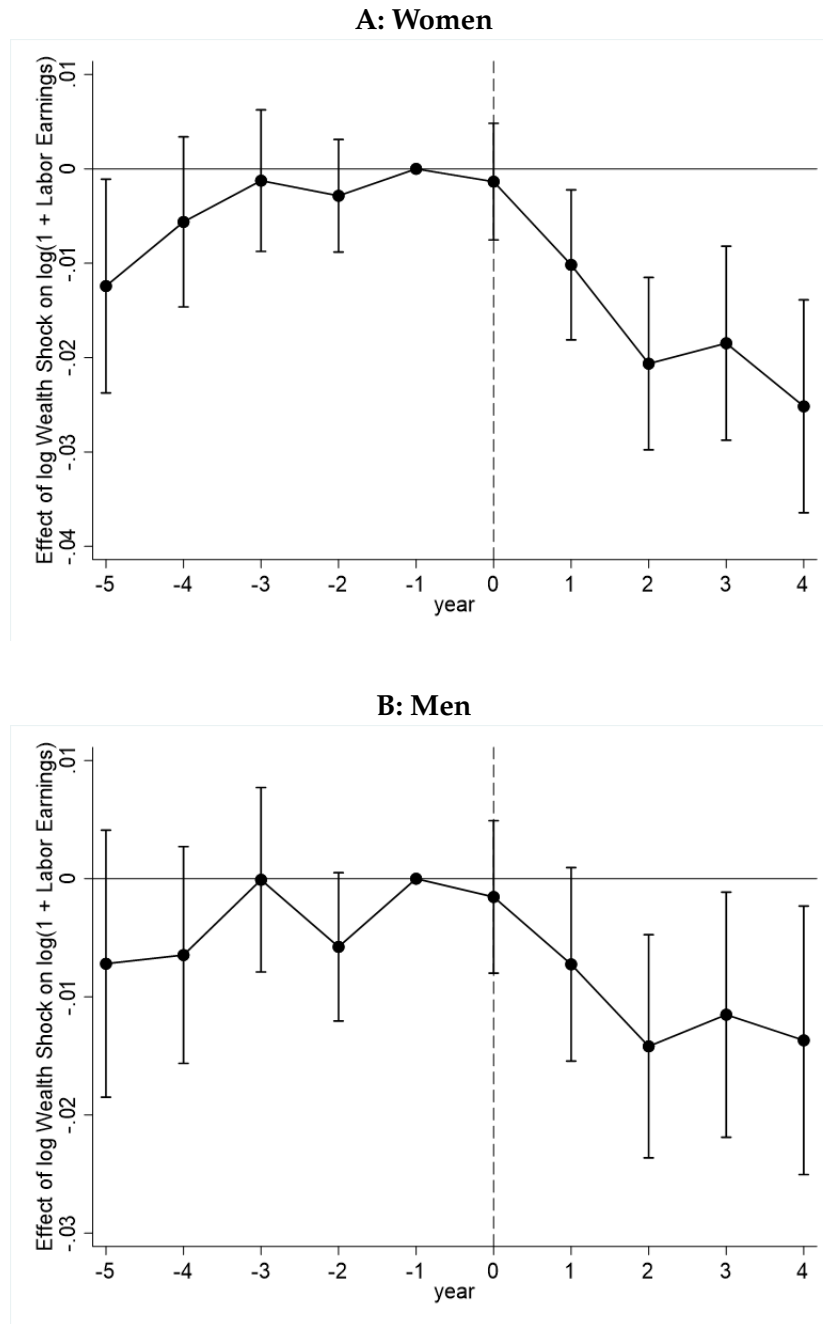 A: Women
Effect of log Wealth Shock on log(1 + Labor Earnings)
.01
0
-.01
-.02
-.03
-.04
-5 -4 -3 -2 -1 0 1 2 3 4
year
B: Men
Effect of log Wealth Shock on log(1 + Labor Earnings)
.01
0
-.01
-.02
-.03
-5 -4 -3 -2 -1 0 1 2 3 4
year